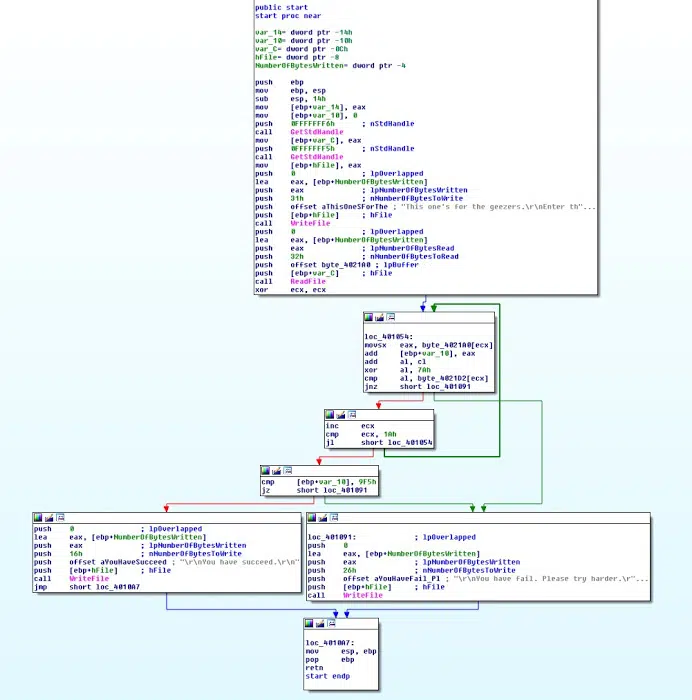 public start
start proc near
var_14= dword ptr -14h
var_10= dword ptr -10h
var_C= dword ptr -0Ch
hFile= dword ptr -8
NumberOfBytesWritten= dword ptr -4
push ebp
mov ebp, esp
sub esp, 14h
mov [ebp+var_14], eax
mov [ebp+var_10], 0
push 0FFFFFFF6h ; nStdHandle
call GetStdHandle
mov [ebp+var_C], eax
push 0FFFFFFF5h ; nStdHandle
call GetStdHandle
mov [ebp+hFile], eax
push 0 ; lpOverlapped
lea eax, [ebp+NumberOfBytesWritten]
push eax ; lpNumberOfBytesWritten
push 31h ; nNumberOfBytesToWrite
push offset aThisOneSForThe ; "This one's for the geezers.\r\nEnter th"...
push [ebp+hFile] ; hFile
call WriteFile
push 0 ; lpOverlapped
lea eax, [ebp+NumberOfBytesWritten]
push eax ; lpNumberOfBytesRead
push 32h ; nNumberOfBytesToRead
push offset byte_4021A0 ; lpBuffer
push [ebp+var_C] ; hFile
call ReadFile
xor ecx, ecx
loc_401054:
movsx eax, byte_4021A0[ecx]
add [ebp+var_10], eax
add al, cl
xor al, 7Ah
cmp al, byte_4021D2[ecx]
jnz short loc_401091
inc ecx
cmp ecx, 1Ah
jl short loc_401054
cmp [ebp+var_10], 9F5h
jz short loc_401091
push 0 ; lpOverlapped
lea eax, [ebp+NumberOfBytesWritten]
push eax ; lpNumberOfBytesWritten
push 16h ; nNumberOfBytesToWrite
push offset aYouHaveSucceed ; "\r\nYou have succeed.\r\n"
push [ebp+hFile] ; hFile
call WriteFile
jmp short loc_4010A7
loc_401091: ; lpOverlapped
push 0
lea eax, [ebp+NumberOfBytesWritten]
push eax ; lpNumberOfBytesWritten
push 26h ; nNumberOfBytesToWrite
push offset aYouHaveFail_Pl ; "\r\nYou have fail. Please try harder.\r"...
push [ebp+hFile] ; hFile
call WriteFile
loc_4010A7:
mov esp, ebp
pop ebp
retn
start endp